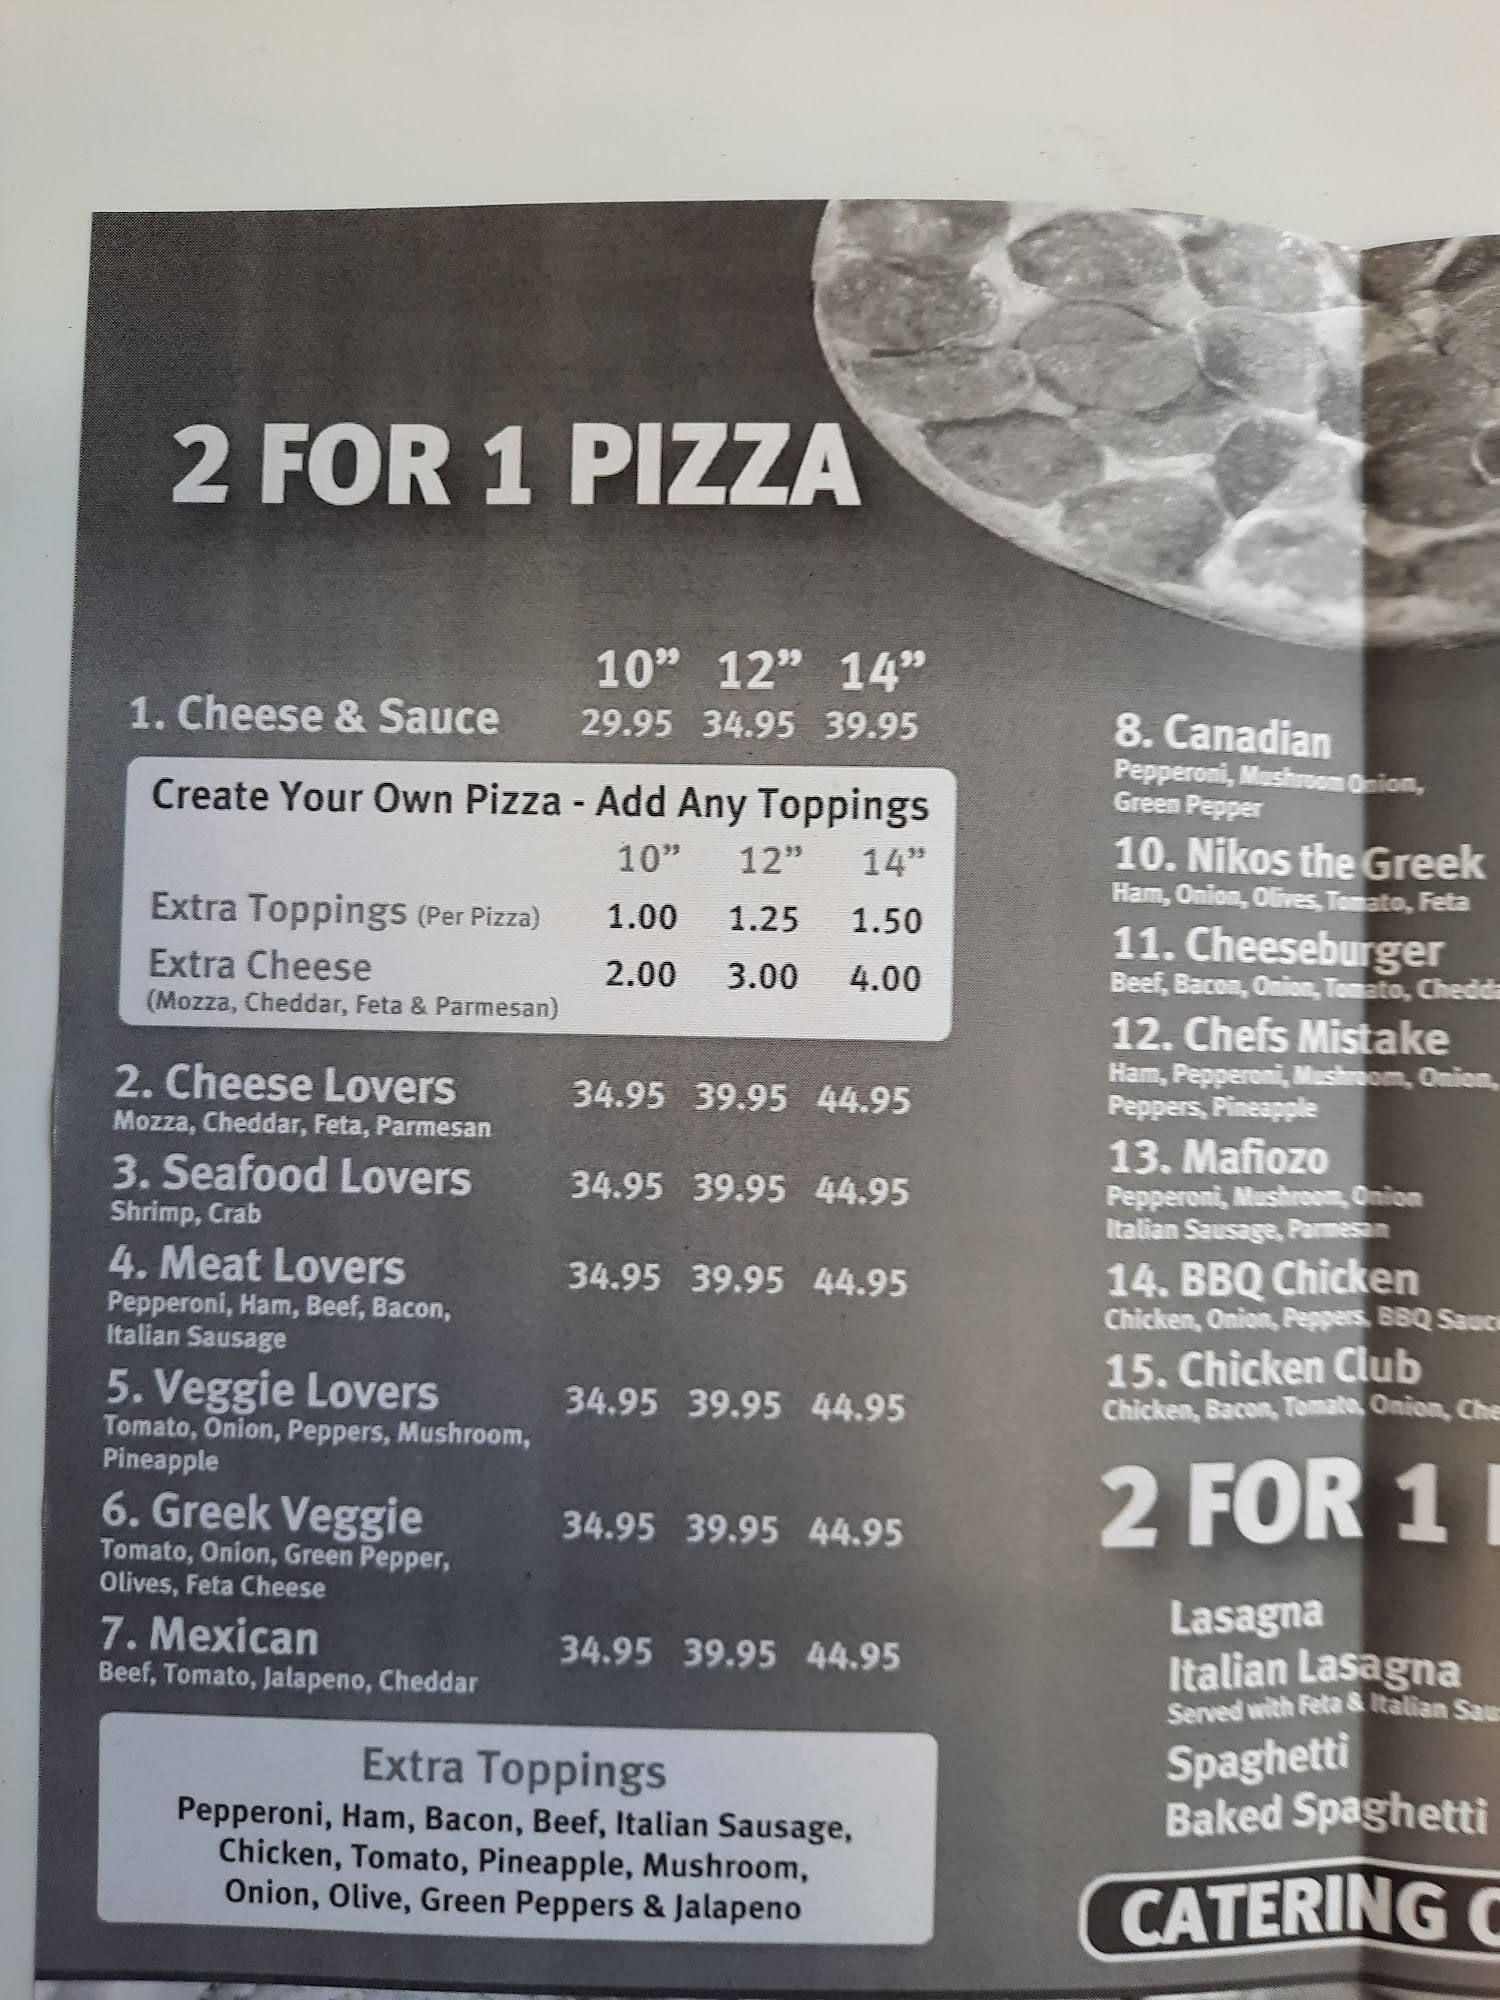 2 FOR 1 PIZZA
10” 12” 14”
1. Cheese & Sauce 29.95 34.95 39.95
Create Your Own Pizza - Add Any Toppings
10” 12” 14”
Extra Toppings (Per Pizza) 1.00 1.25 1.50
Extra Cheese 2.00 3.00 4.00
(Mozza, Cheddar, Feta & Parmesan)
2. Cheese Lovers 34.95 39.95 44.95
Mozza, Cheddar, Feta, Parmesan
3. Seafood Lovers 34.95 39.95 44.95
Shrimp, Crab
4. Meat Lovers 34.95 39.95 44.95
Pepperoni, Ham, Beef, Bacon,
Italian Sausage
5. Veggie Lovers 34.95 39.95 44.95
Tomato, Onion, Peppers, Mushroom,
Pineapple
6. Greek Veggie 34.95 39.95 44.95
Tomato, Onion, Green Pepper,
Olives, Feta Cheese
7. Mexican 34.95 39.95 44.95
Beef, Tomato, Jalapeno, Cheddar
Extra Toppings
Pepperoni, Ham, Bacon, Beef, Italian Sausage,
Chicken, Tomato, Pineapple, Mushroom,
Onion, Olive, Green Peppers & Jalapeno
8. Canadian
Pepperoni, Mushroom Onion,
Green Pepper
10. Nikos the Greek
Ham, Onion, Olives, Tomato, Feta
11. Cheeseburger
Beef, Bacon, Onion, Tomato,
12. Chefs Mistake
Ham, Pepperoni, Mushroom, Onion,
Peppers, Pineapple
13. Mafiozo
Pepperoni, Mushroom, Onion
Italian Sausage, Parmesan
14. BBQ Chicken
Chicken, Onion, Peppers, BBQ
15. Chicken Club
Chicken, Bacon, Tomato, Onion,
2 FOR 1
Lasagna
Italian Lasagna
Served with Feta & Italian
Spaghetti
Baked Spaghetti
CATERING